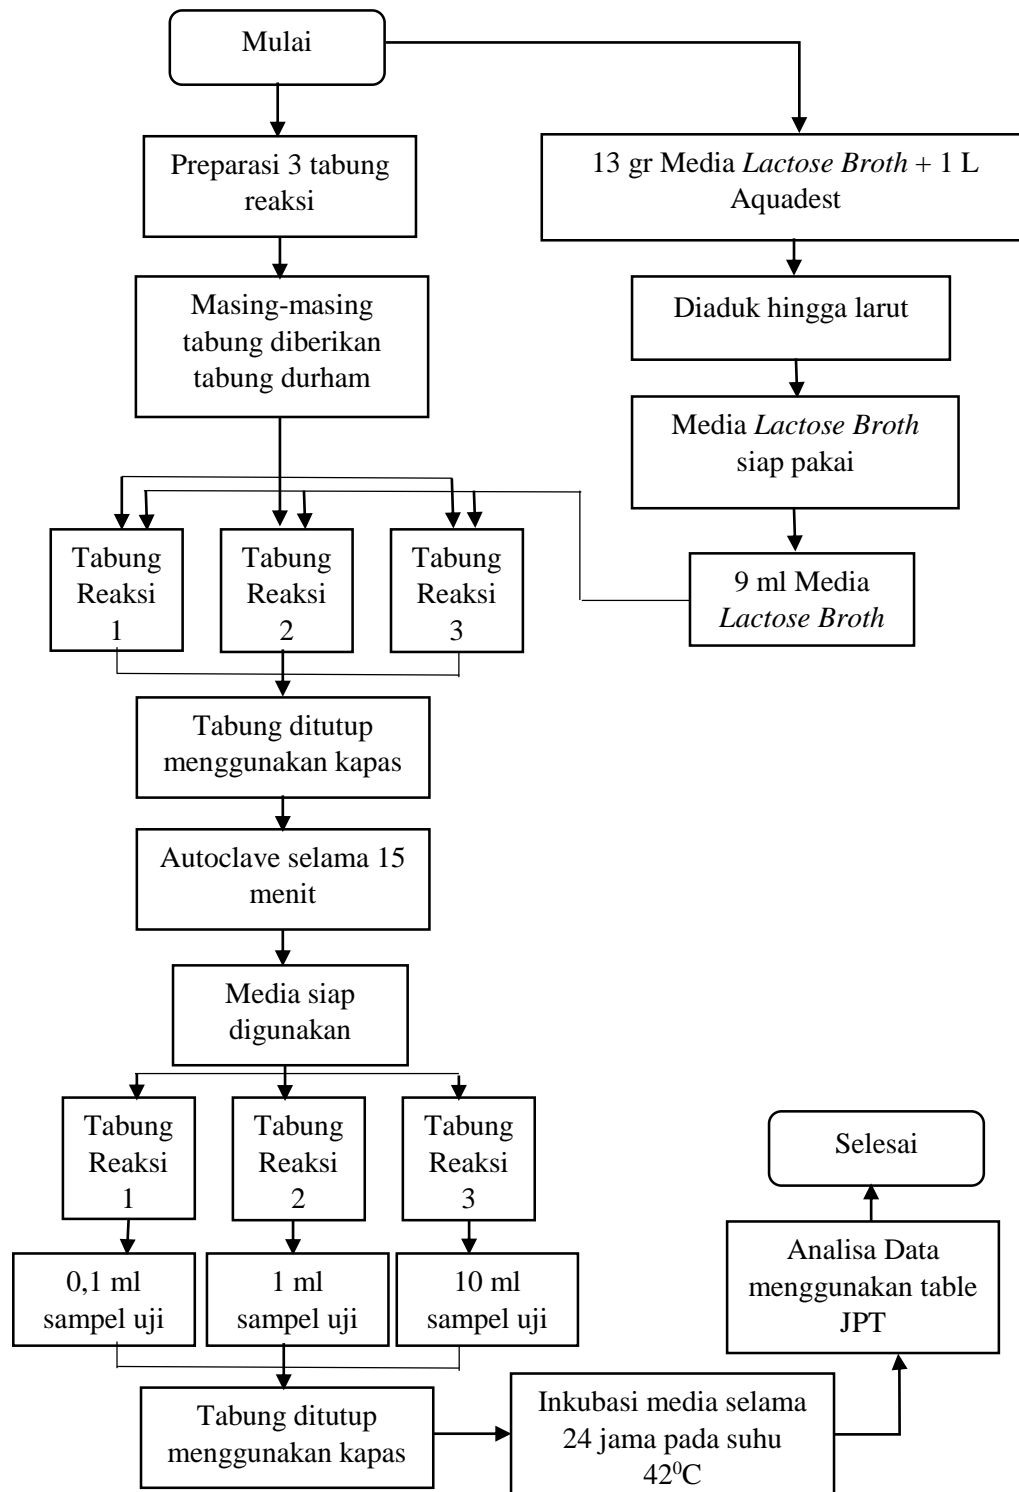 Mulai
Preparasi 3 tabung
reaksi
13 gr Media Lactose Broth + 1 L
Aquadest
Masing-masing
tabung diberikan
tabung durham
Diaduk hingga larut
Media Lactose Broth
siap pakai
Tabung
Reaksi
1
Tabung
Reaksi
2
Tabung
Reaksi
3
9 ml Media
Lactose Broth
Tabung ditutup
menggunakan kapas
Autoclave selama 15
menit
Media siap
digunakan
Tabung
Reaksi
1
Tabung
Reaksi
2
Tabung
Reaksi
3
0,1 ml
sampel uji
1 ml
sampel uji
10 ml
sampel uji
Tabung ditutup
menggunakan kapas
Inkubasi media selama
24 jama pada suhu
42⁰C
Analisa Data
menggunakan table
JPT
Selesai